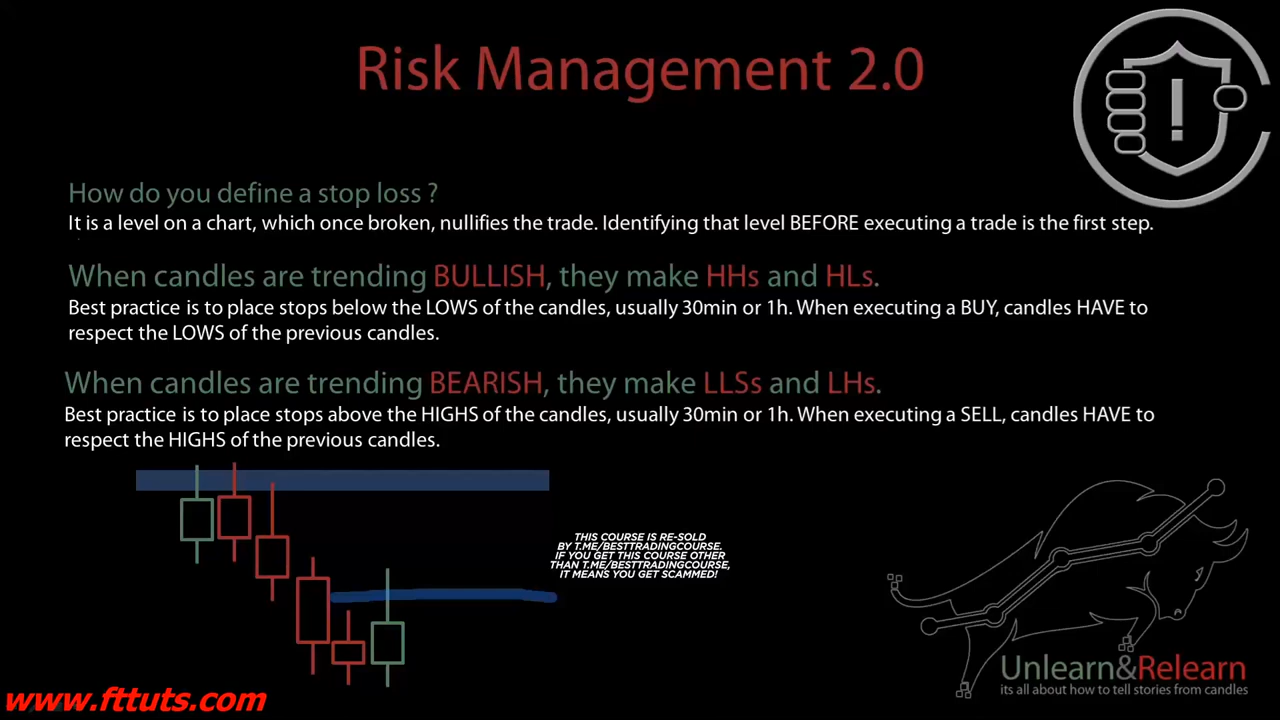 Risk Management 2.0
How do you define a stop loss ?
It is a level on a chart, which once broken, nullifies the trade. Identifying that level BEFORE executing a trade is the first step.
When candles are trending BULLISH, they make HHs and HLs.
Best practice is to place stops below the LOWS of the candles, usually 30min or 1h. When executing a BUY, candles HAVE to
respect the LOWS of the previous candles.
When candles are trending BEARISH, they make LLSs and LHs.
Best practice is to place stops above the HIGHS of the candles, usually 30min or 1h. When executing a SELL, candles HAVE to
respect the HIGHS of the previous candles.
THIS COURSE IS RE-SOLD
BY T.ME/BESTTRADINGCOURSE.
IF YOU GET THIS COURSE OTHER
THAN T.ME/BESTTRADINGCOURSE,
IT MEANS YOU GET SCAMMED!
Unlearn&Relearn
its all about how to tell stories from candles
www.fttuts.com